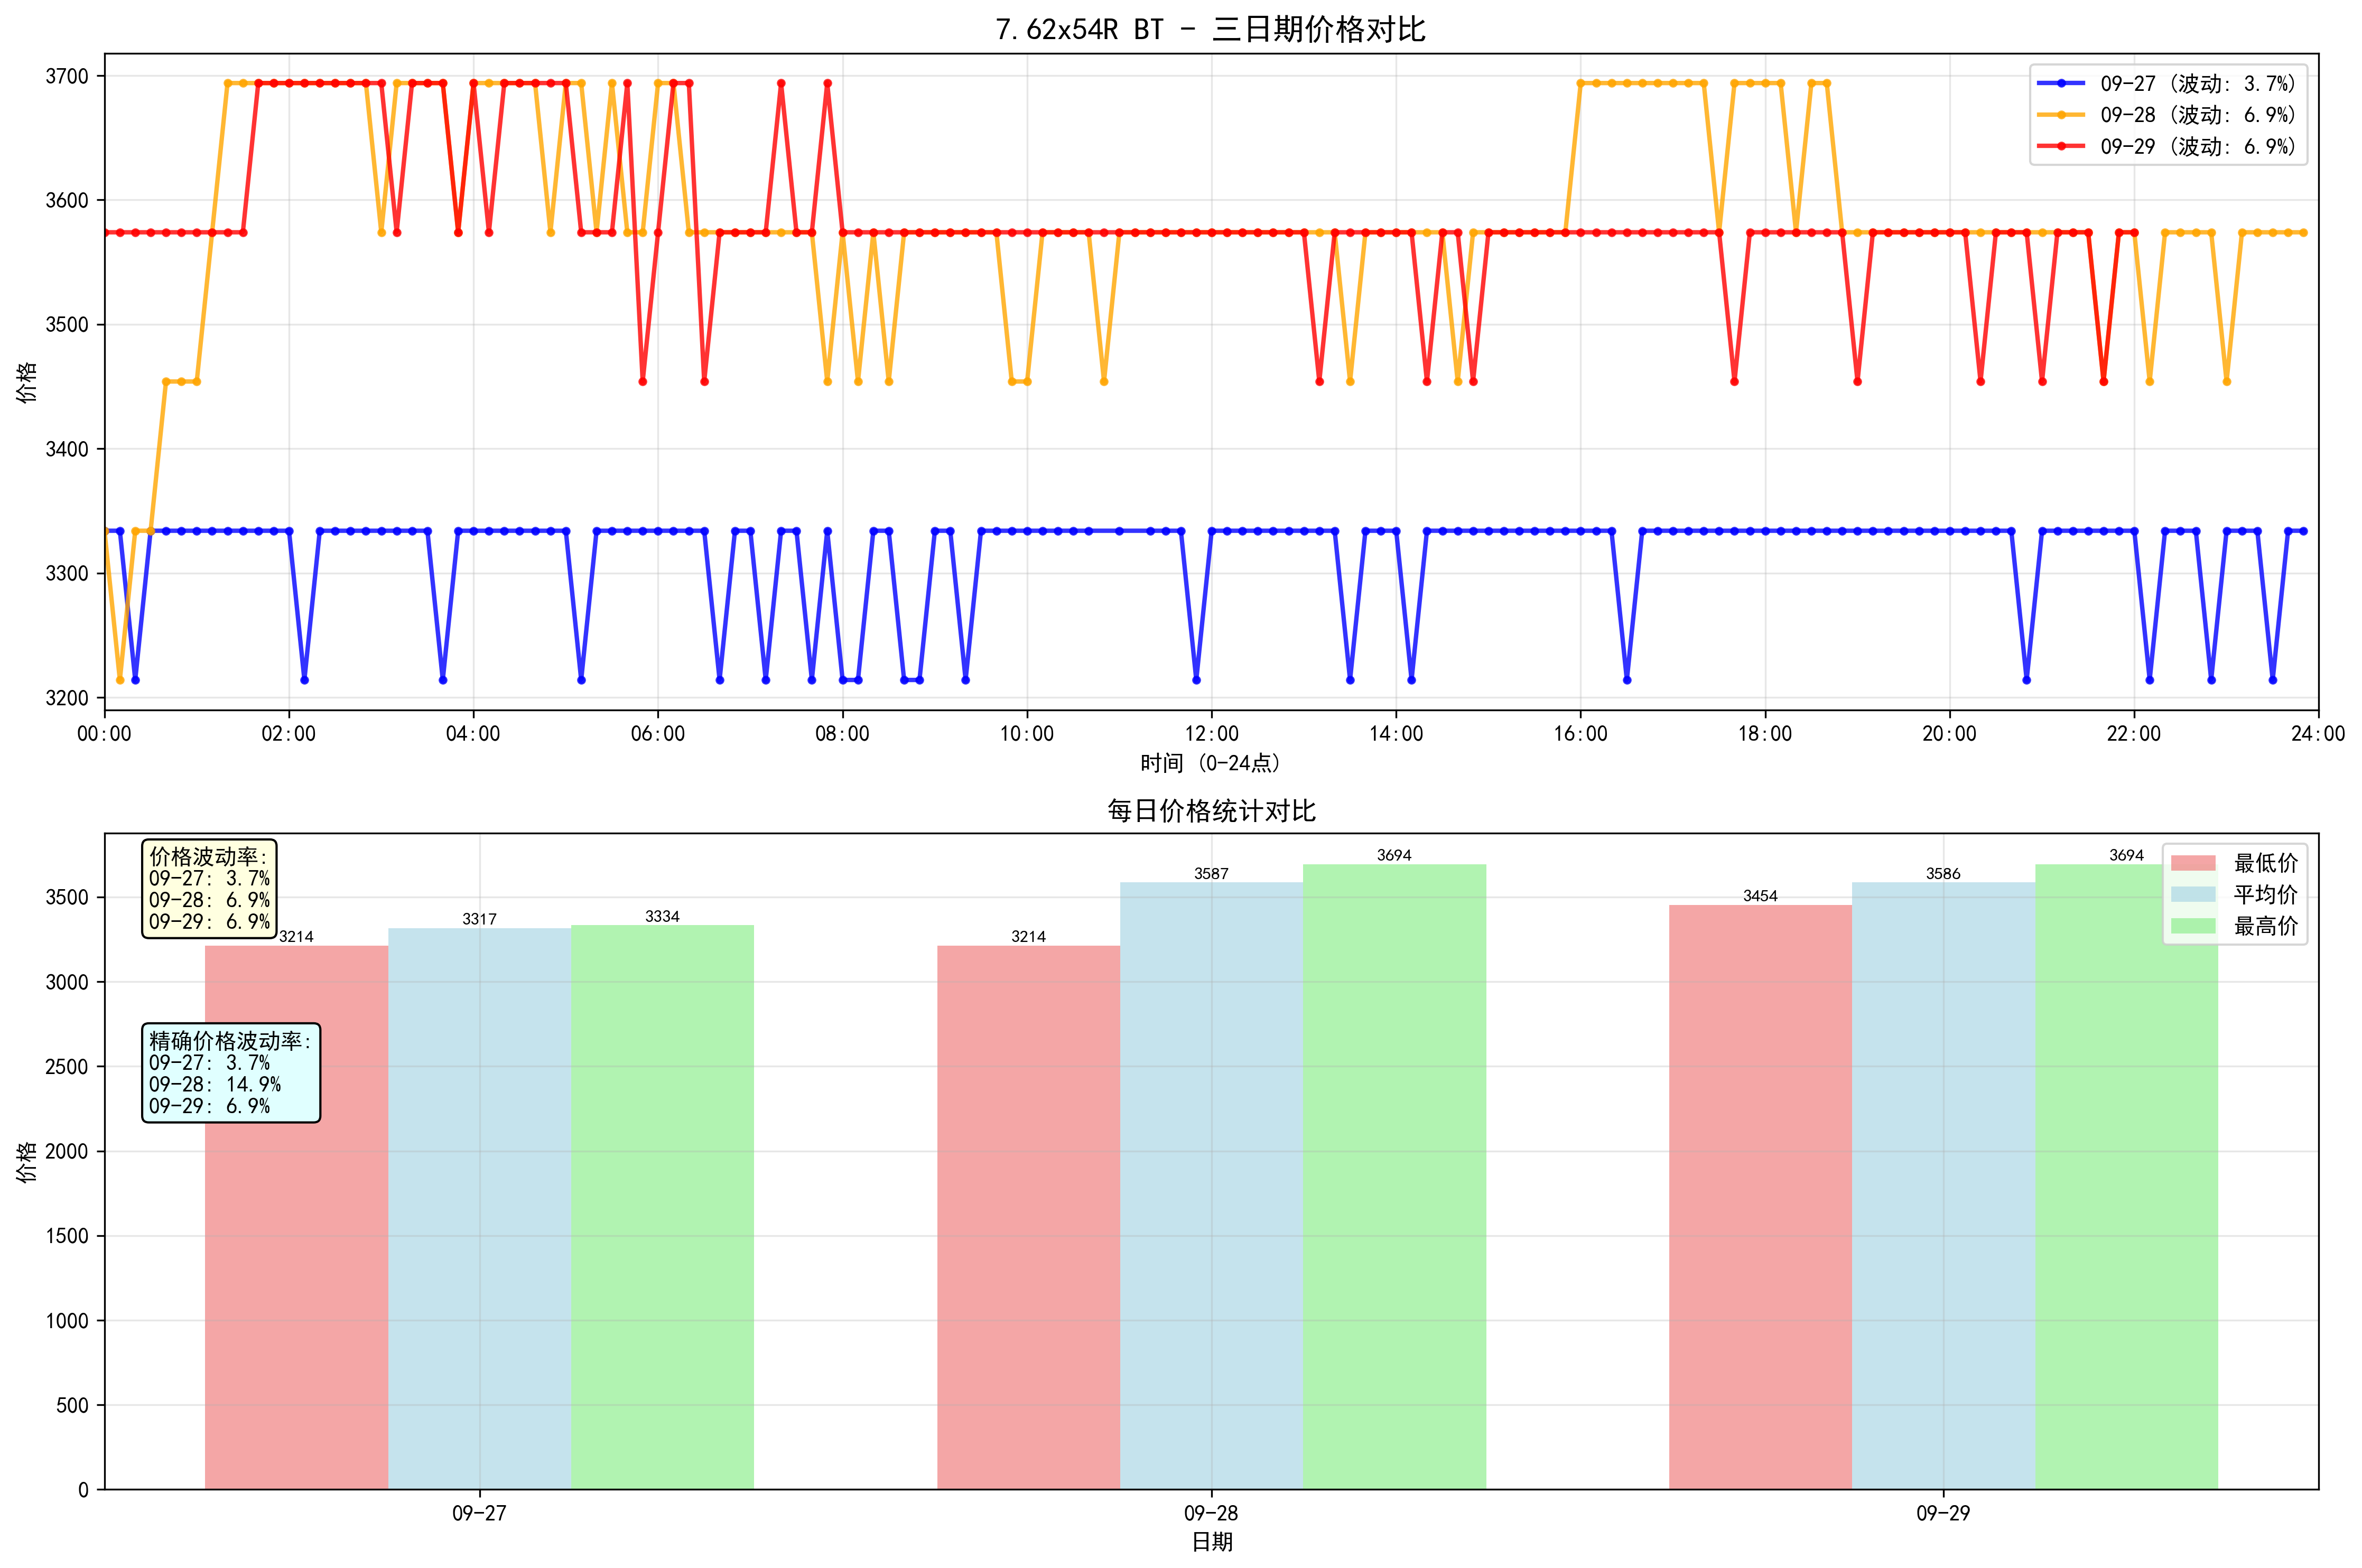 7.62x54R BT - 三日期价格对比
3700
3600
3500
3400
3300
3200
价格
09-27 (波动: 3.7%)
09-28 (波动: 6.9%)
09-29 (波动: 6.9%)
00:00 02:00 04:00 06:00 08:00 10:00 12:00 14:00 16:00 18:00 20:00 22:00 24:00
时间 (0-24点)
每日价格统计对比
3500
3000
2500
2000
1500
1000
500
0
价格
价格波动率:
09-27: 3.7%
09-28: 6.9%
09-29: 6.9%
精确价格波动率:
09-27: 3.7%
09-28: 14.9%
09-29: 6.9%
3214 3317 3334 3214 3587 3694 3454 3586 3694
最低价
平均价
最高价
09-27 09-28 09-29
日期